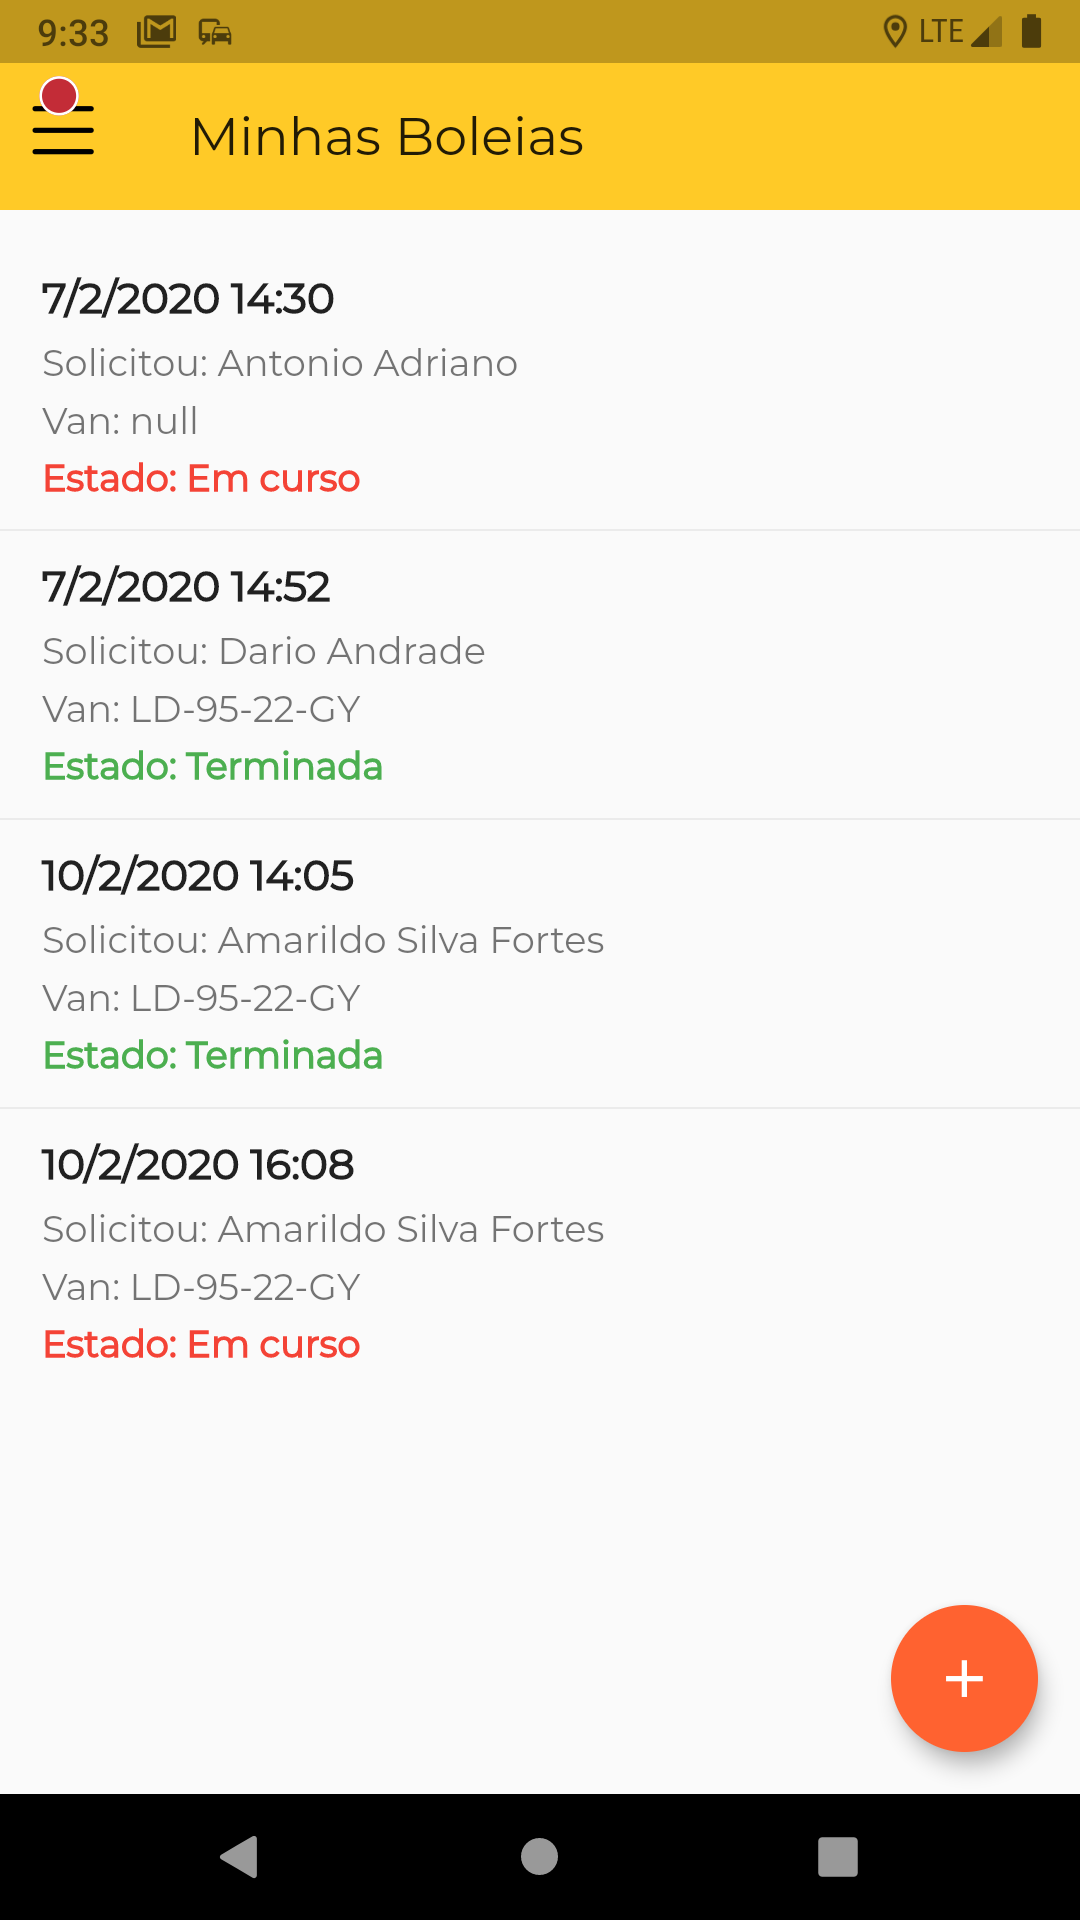 9:33
LTE
Minhas Boleias
7/2/2020 14:30
Solicitou: Antonio Adriano
Van: null
Estado: Em curso
7/2/2020 14:52
Solicitou: Dario Andrade
Van: LD-95-22-GY
Estado: Terminada
10/2/2020 14:05
Solicitou: Amarildo Silva Fortes
Van: LD-95-22-GY
Estado: Terminada
10/2/2020 16:08
Solicitou: Amarildo Silva Fortes
Van: LD-95-22-GY
Estado: Em curso
+